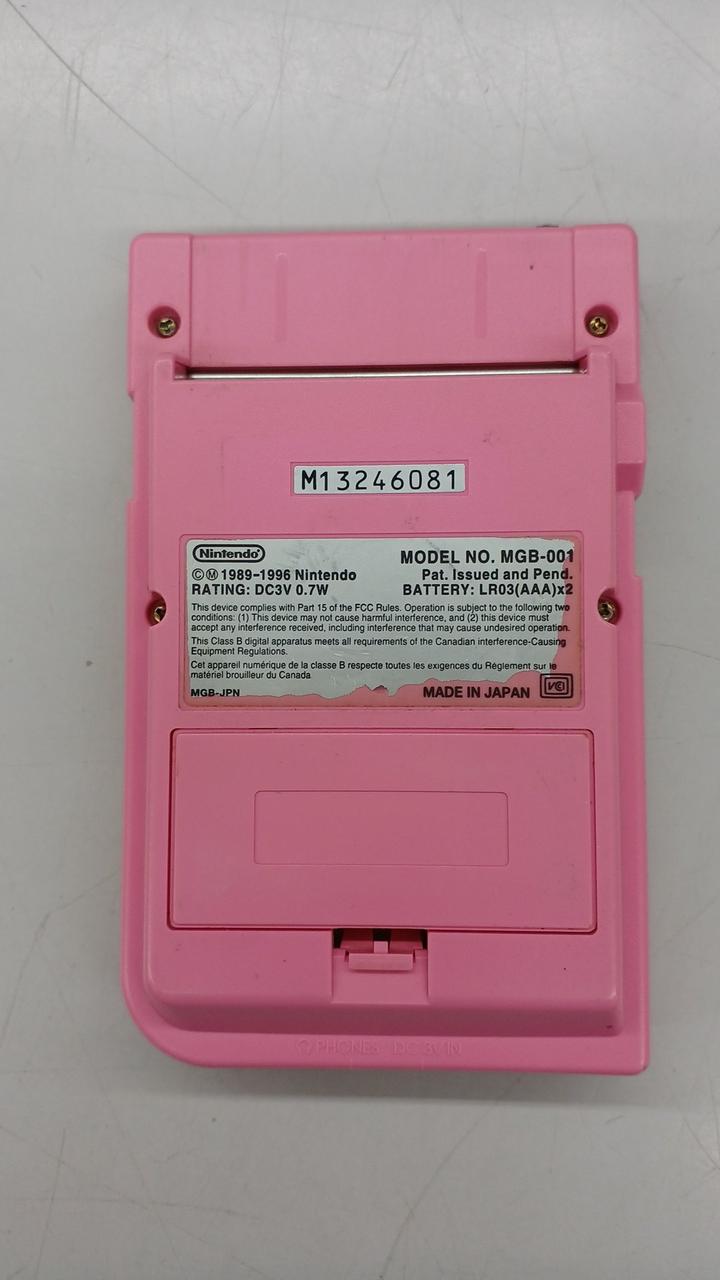 M13246081
Nintendo®
MODEL NO. MGB-001
©Ⓜ 1989-1996 Nintendo
Pat. Issued and Pend.
RATING: DC3V 0.7W
BATTERY: LR03(AAA)x2
This device complies with Part 15 of the FCC Rules. Operation is subject to the following two
conditions: (1) This device may not cause harmful interference, and (2) this device must
accept any interference received, including interference that may cause undesired operation.
This Class B digital apparatus meets all requirements of the Canadian interference-Causing
Equipment Regulations.
Cet apparail numérique de la classe B respecte toutes les exigences du Règlement sur le
matériel brouilleur du Canada
MGB-JPN
MADE IN JAPAN
VCI
PHONES DC 3V IN